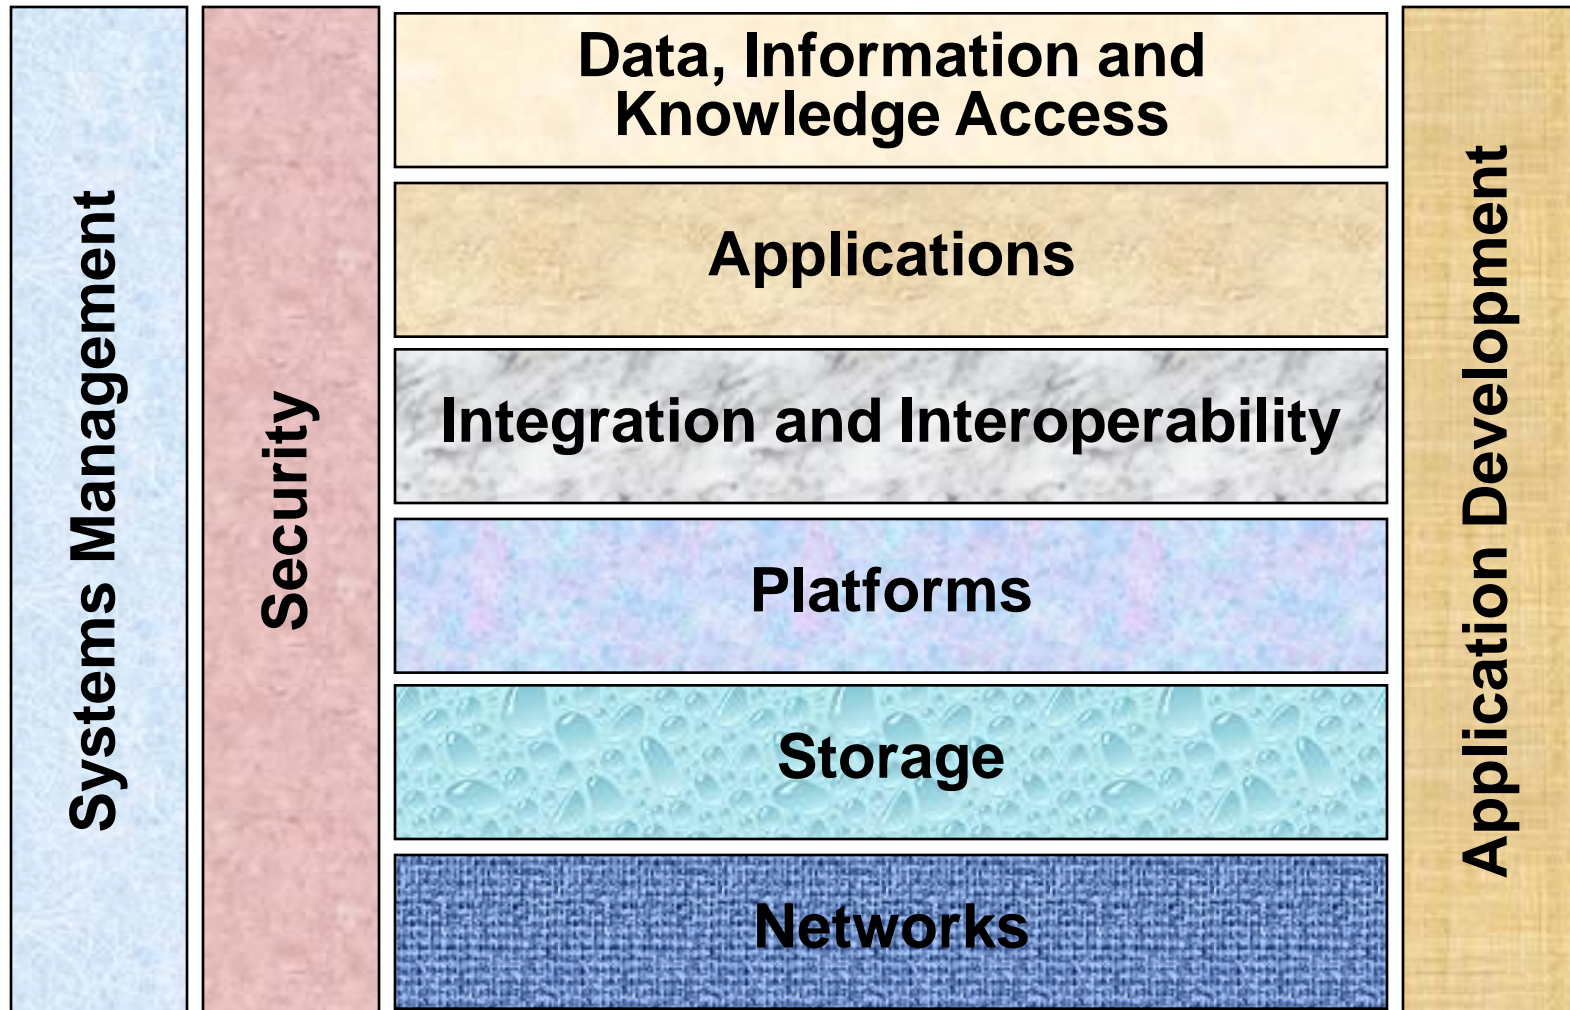 Systems Management
Security
Data, Information and
Knowledge Access
Applications
Integration and Interoperability
Platforms
Storage
Networks
Application Development